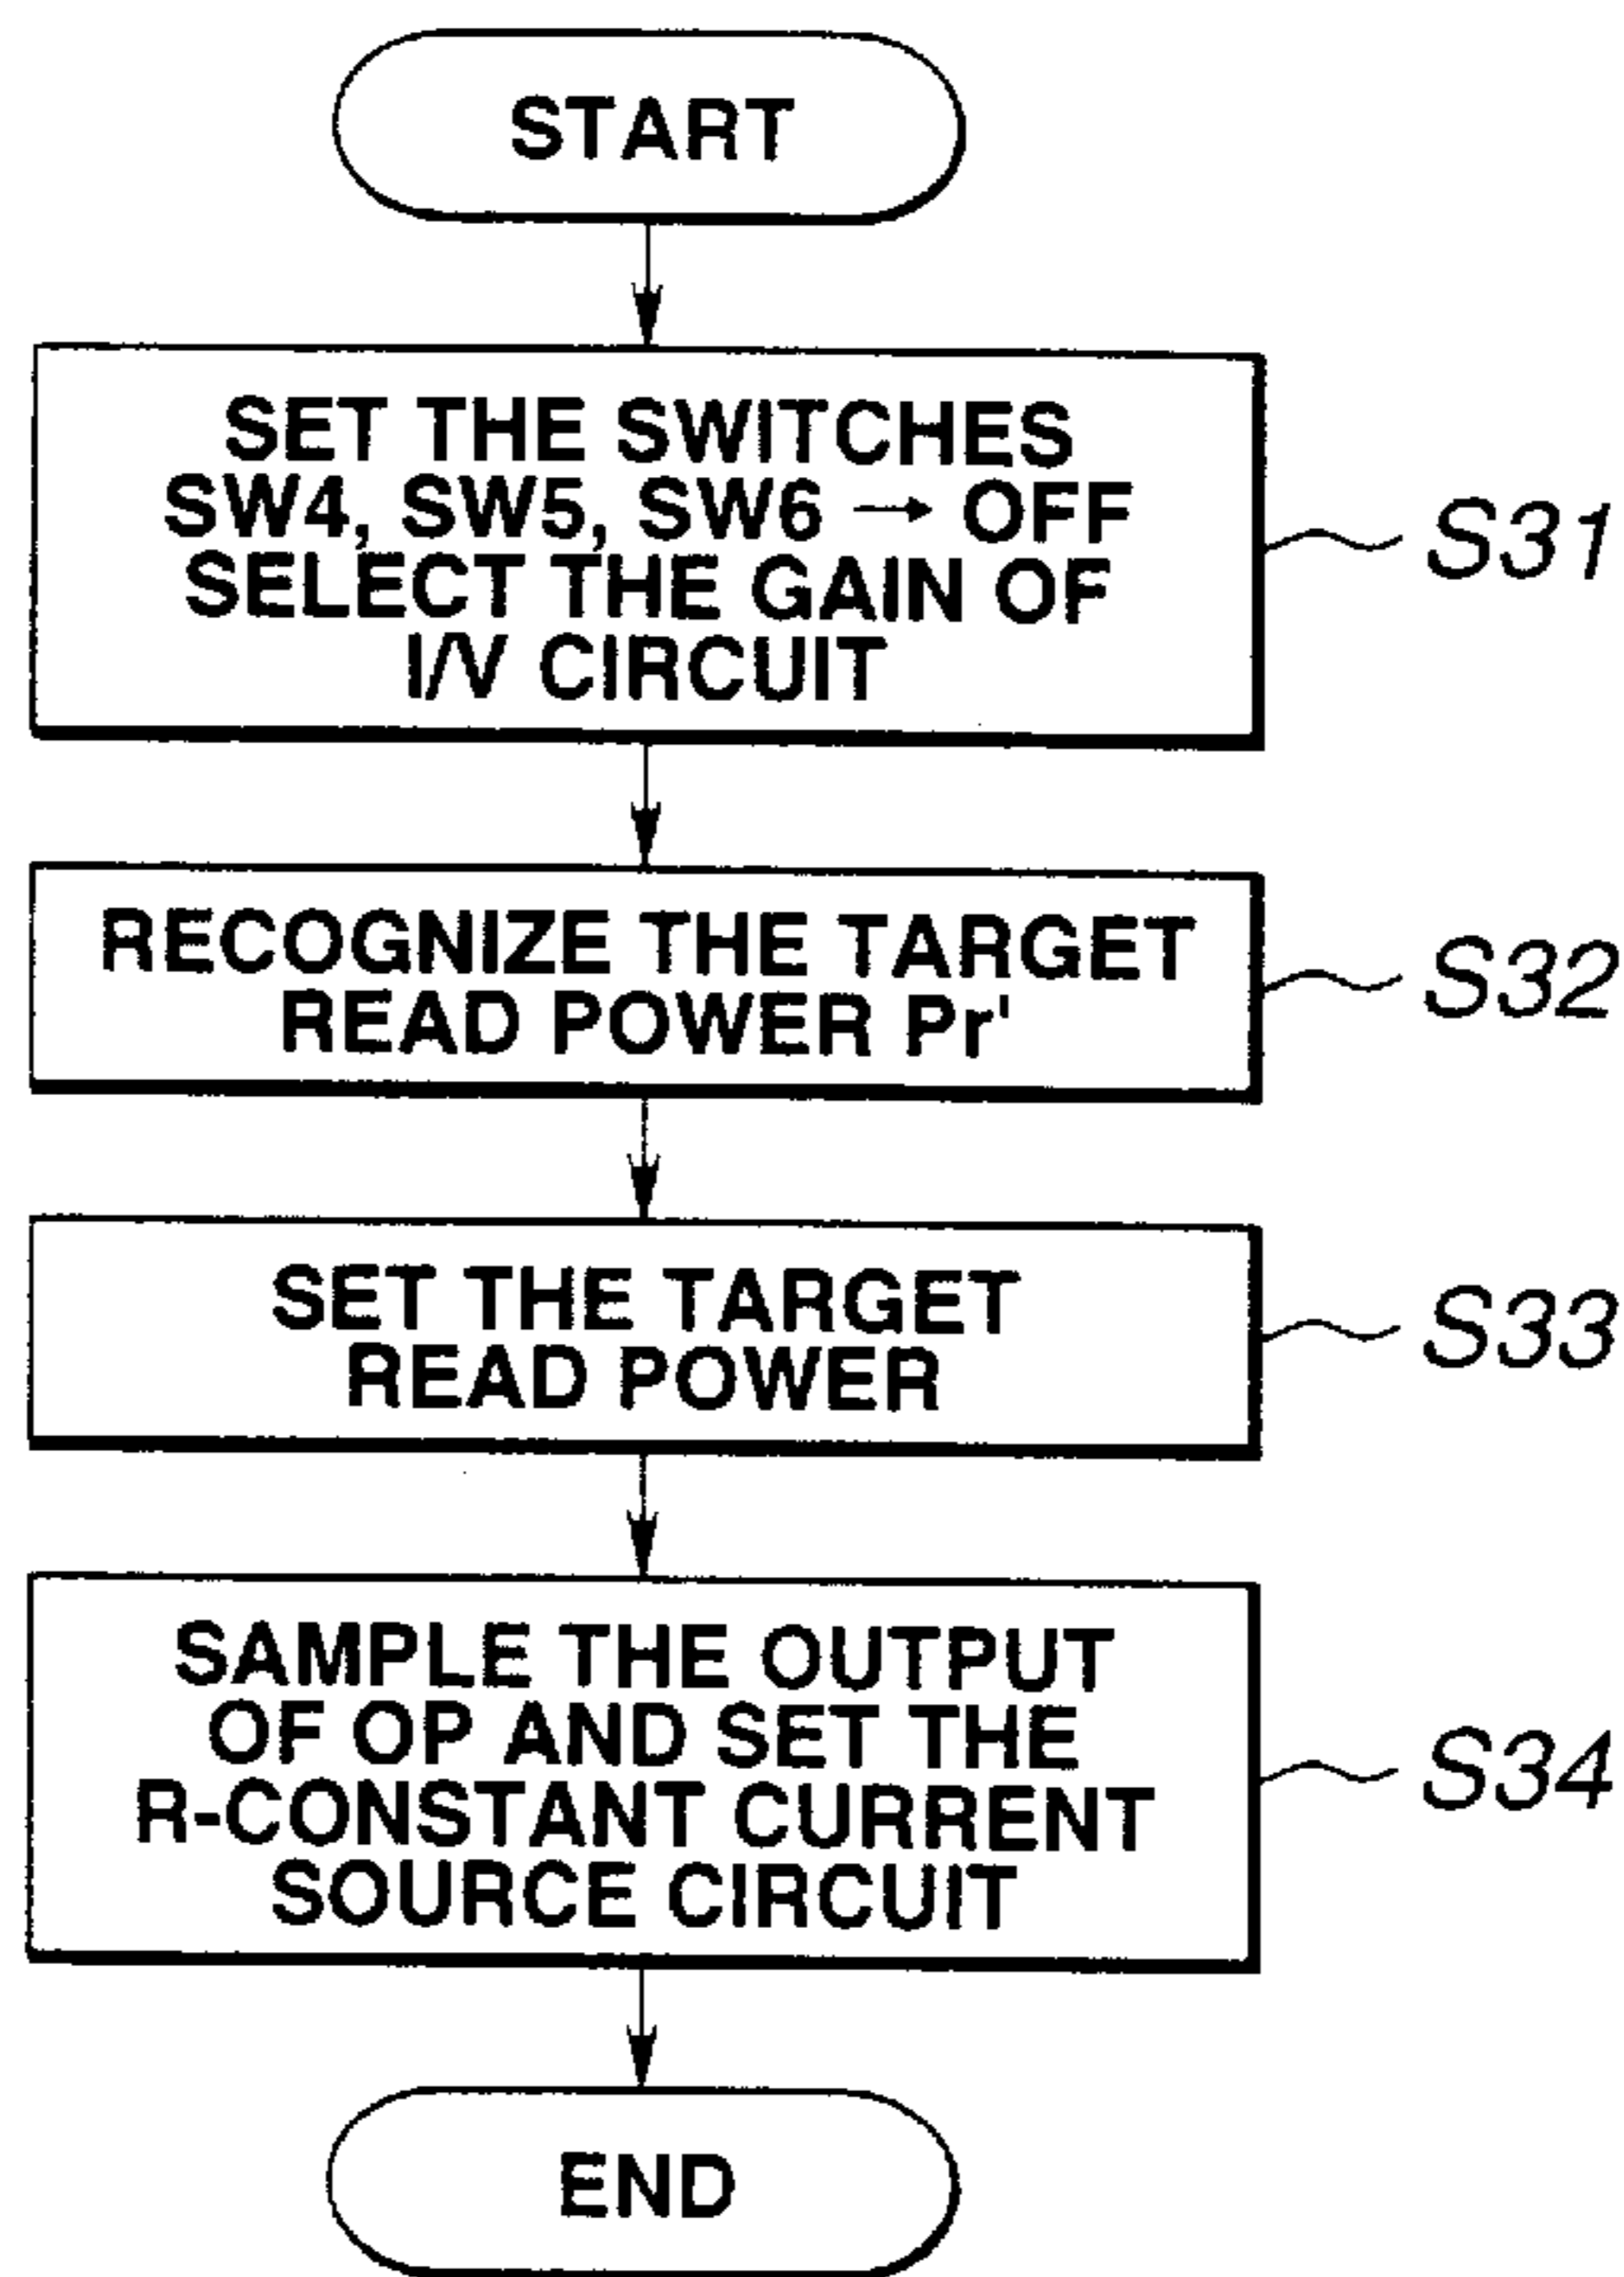 START
SET THE SWITCHES
SW4, SW5, SW6 → OFF
SELECT THE GAIN OF
I/V CIRCUIT
S31
RECOGNIZE THE TARGET
READ POWER Pr'
S32
SET THE TARGET
READ POWER
S33
SAMPLE THE OUTPUT
OF OP AND SET THE
R-CONSTANT CURRENT
SOURCE CIRCUIT
S34
END